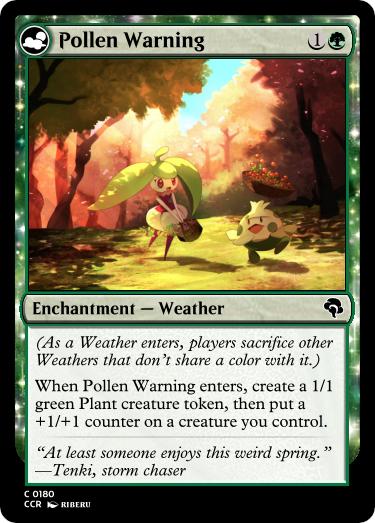 Pollen Warning 1
Enchantment — Weather
(As a Weather enters, players sacrifice other
Weathers that don't share a color with it.)
When Pollen Warning enters, create a 1/1
green Plant creature token, then put a
+1/+1 counter on a creature you control.
"At least someone enjoys this weird spring."
—Tenki, storm chaser
C 0180
CCR RIBERU